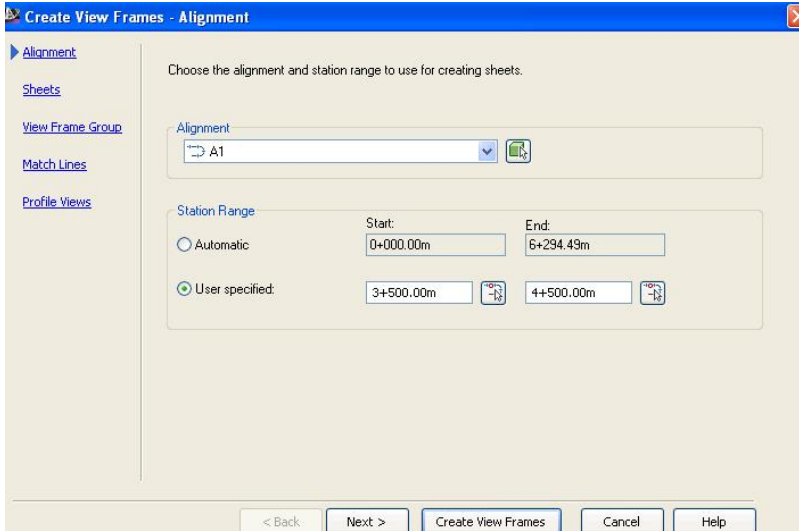 Create View Frames - Alignment
Alignment
Sheets
View Frame Group
Match Lines
Profile Views
Choose the alignment and station range to use for creating sheets.
Alignment
A1
Station Range
Start: End:
Automatic 0+000.00m 6+294.49m
User specified: 3+500.00m 4+500.00m
< Back Next > Create View Frames Cancel Help